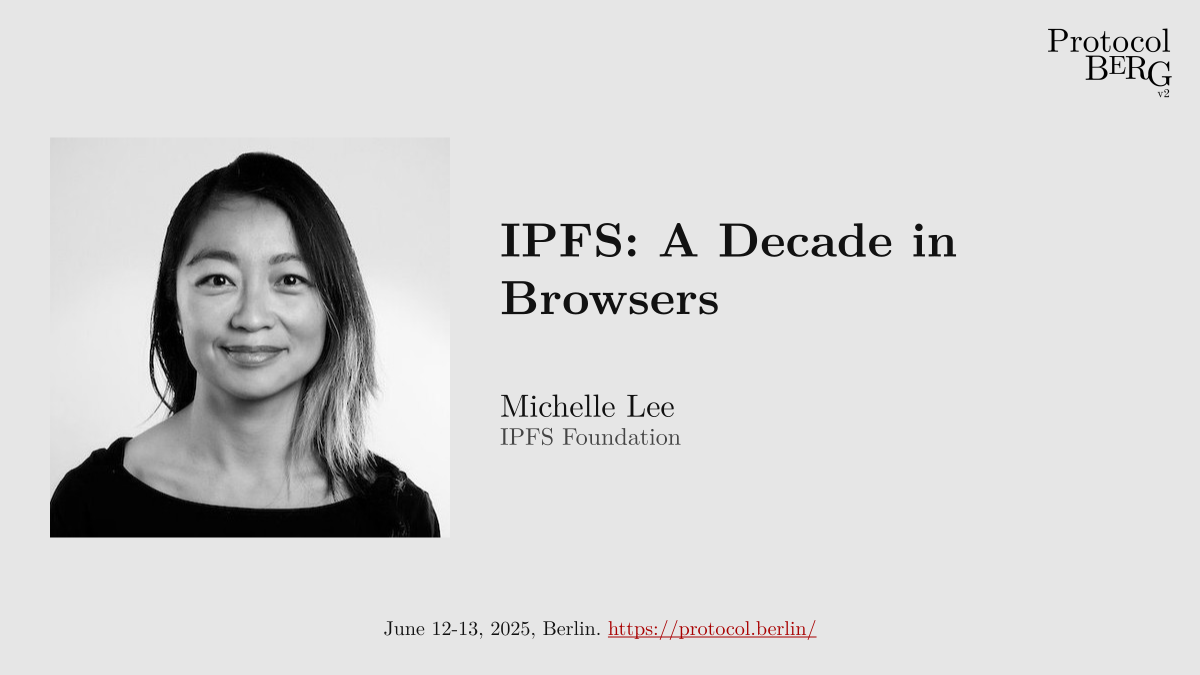 Protocol
BERG
v2
IPFS: A Decade in
Browsers
Michelle Lee
IPFS Foundation
June 12-13, 2025, Berlin. https://protocol.berlin/